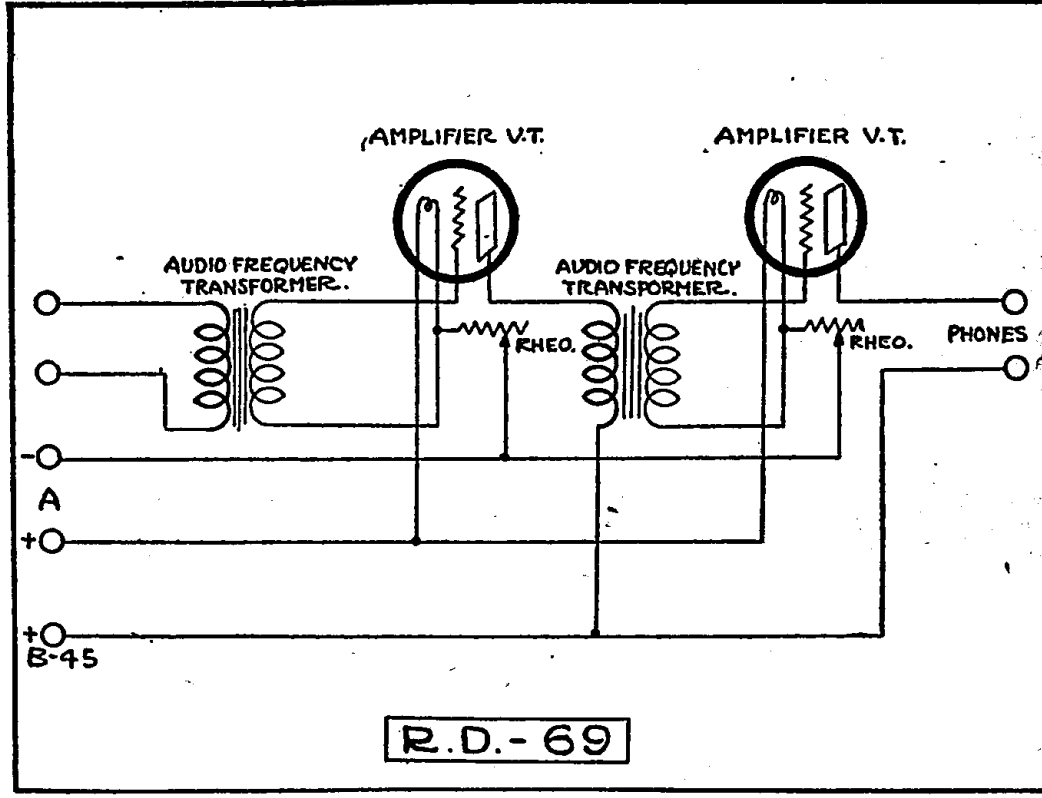 AMPLIFIER V.T.
AMPLIFIER V.T.
AUDIO FREQUENCY
TRANSFORMER.
AUDIO FREQUENCY
TRANSFORMER.
RHEO.
RHEO.
PHONES
-
A
+
+
B-45
R.D.-69